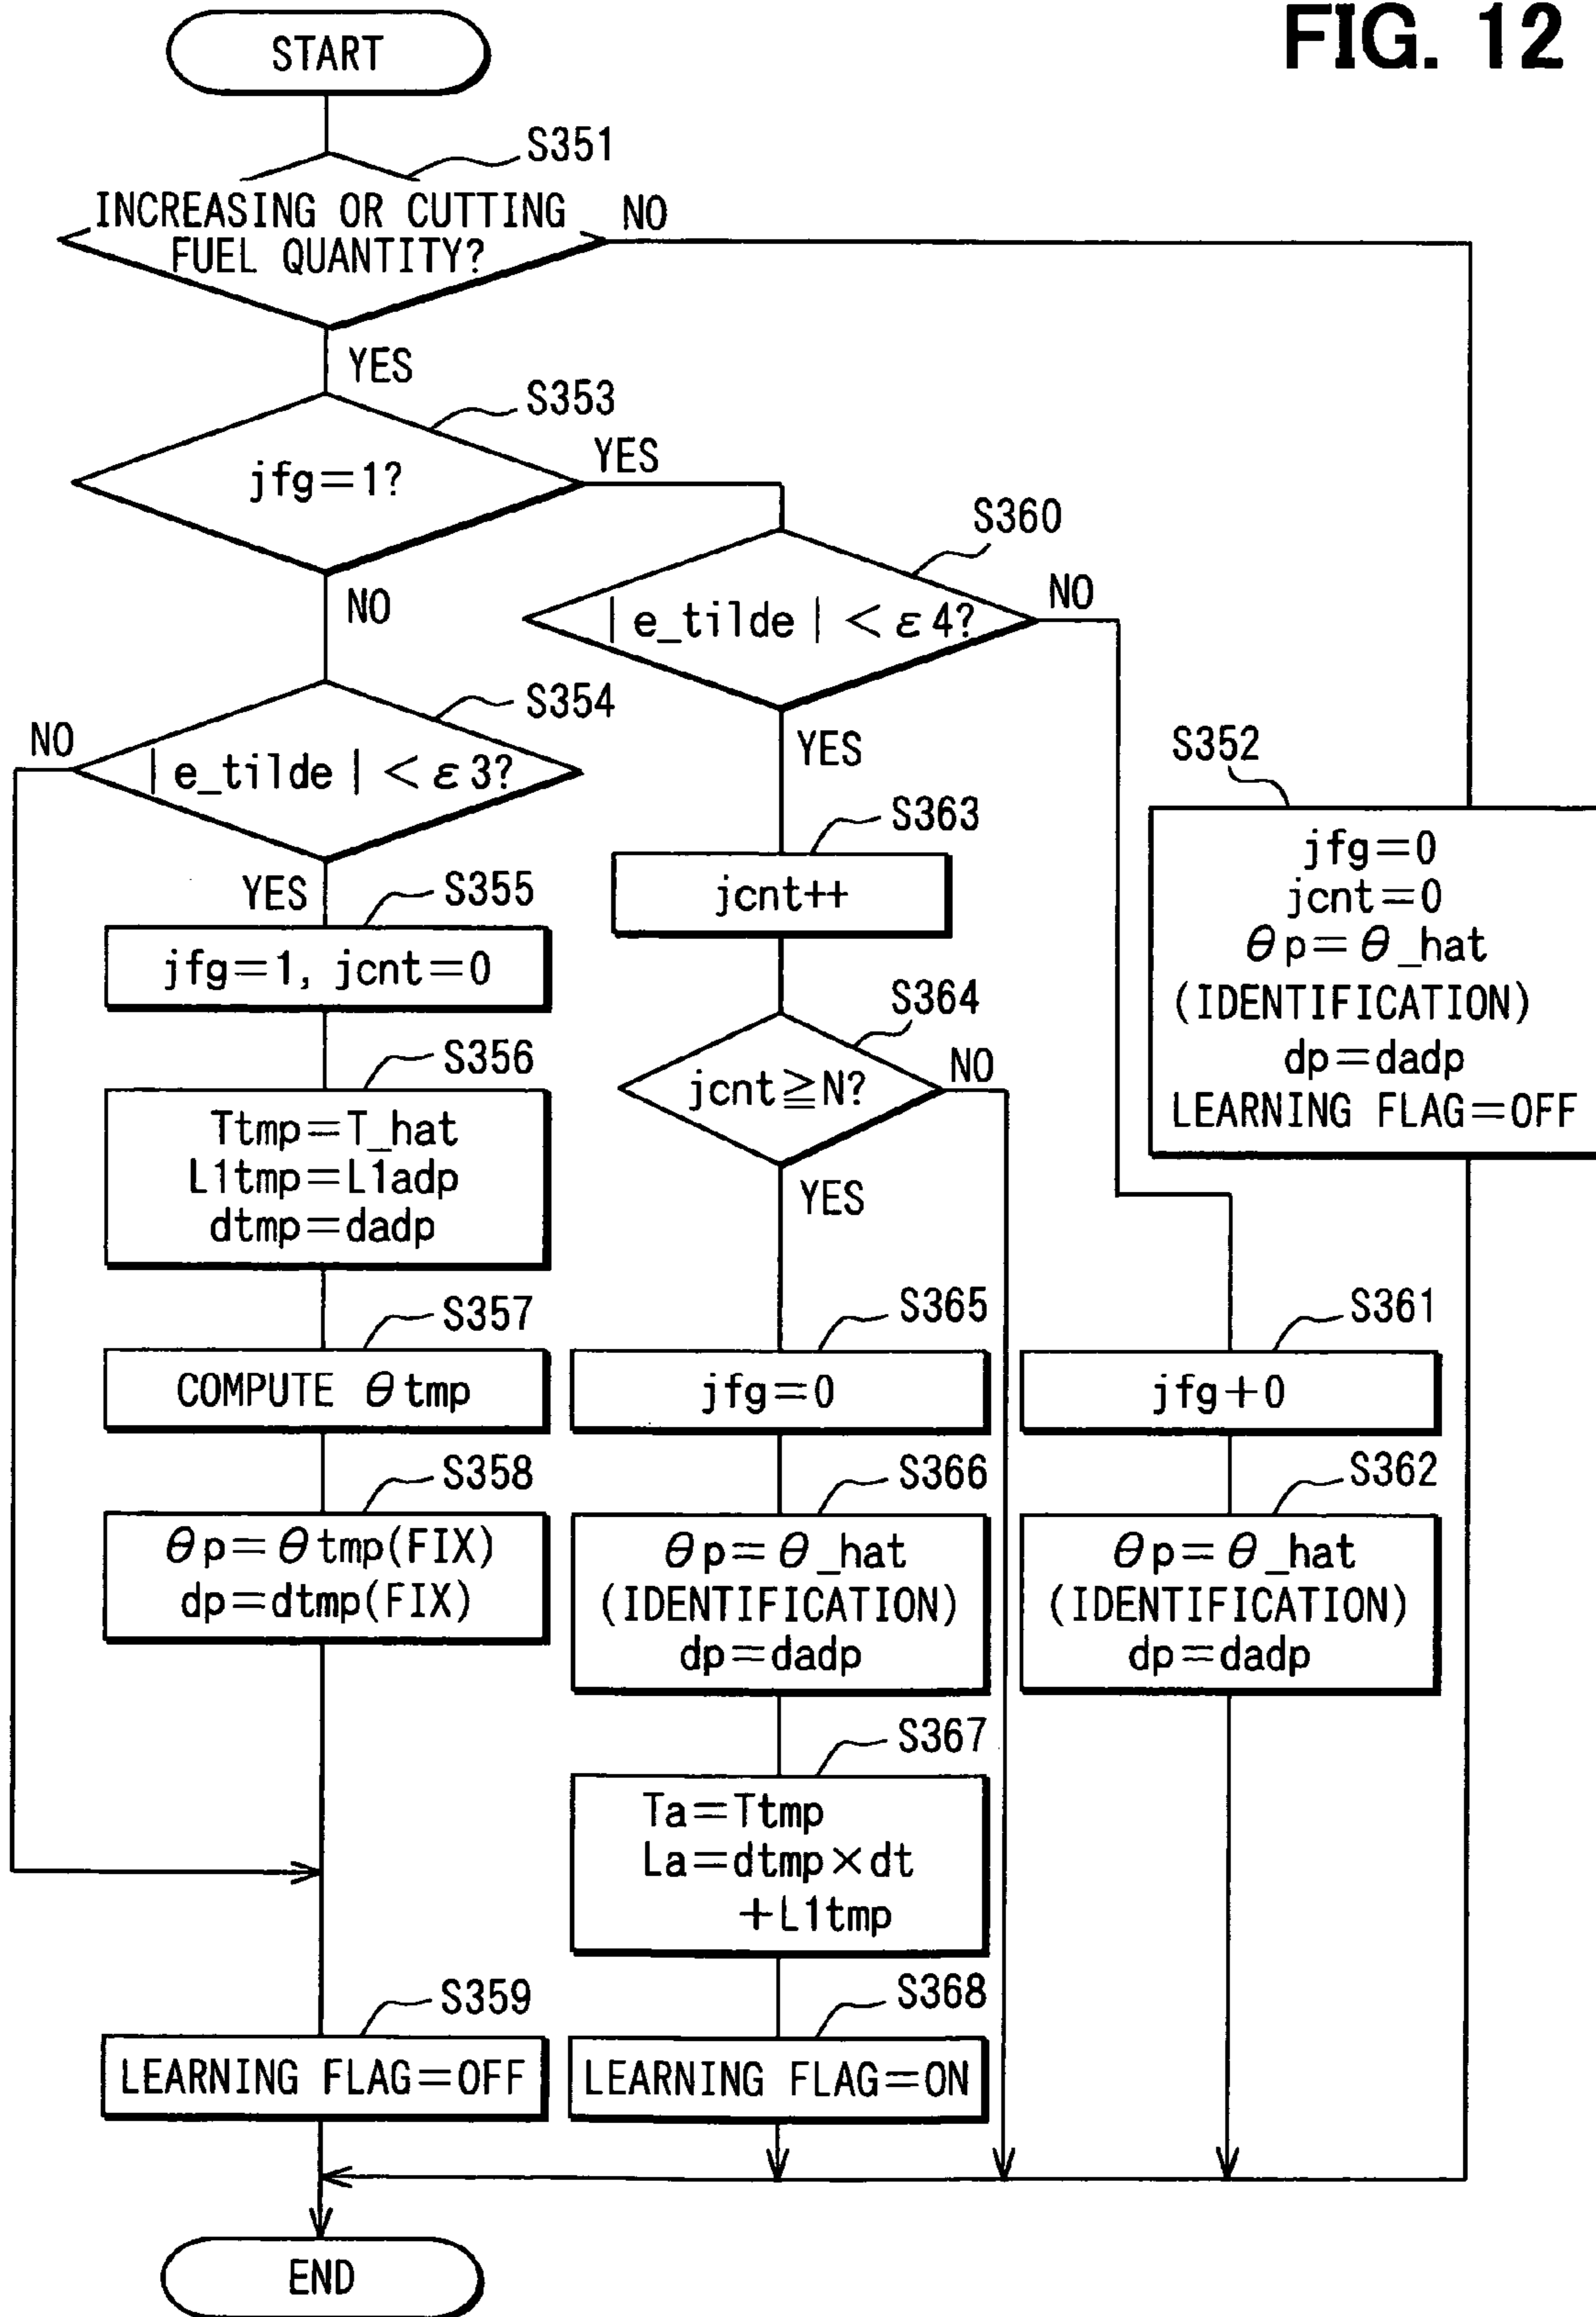 FIG. 12
START
S351
INCREASING OR CUTTING
FUEL QUANTITY?
NO
YES
S353
jfg=1?
YES
NO
S360
|e_tilde|<ε4?
NO
YES
S354
|e_tilde|<ε3?
NO
YES
S352
jfg=0
jcnt=0
θp=θ_hat
(IDENTIFICATION)
dp=dadp
LEARNING FLAG=OFF
S363
jcnt++
S355
jfg=1, jcnt=0
S364
jcnt≧N?
NO
YES
S356
Ttmp=T_hat
L1tmp=L1adp
dtmp=dadp
S357
COMPUTE θtmp
S365
jfg=0
S361
jfg+0
S358
θp=θtmp(FIX)
dp=dtmp(FIX)
S366
θp=θ_hat
(IDENTIFICATION)
dp=dadp
S362
θp=θ_hat
(IDENTIFICATION)
dp=dadp
S367
Ta=Ttmp
La=dtmp×dt
+L1tmp
S359
LEARNING FLAG=OFF
S368
LEARNING FLAG=ON
END